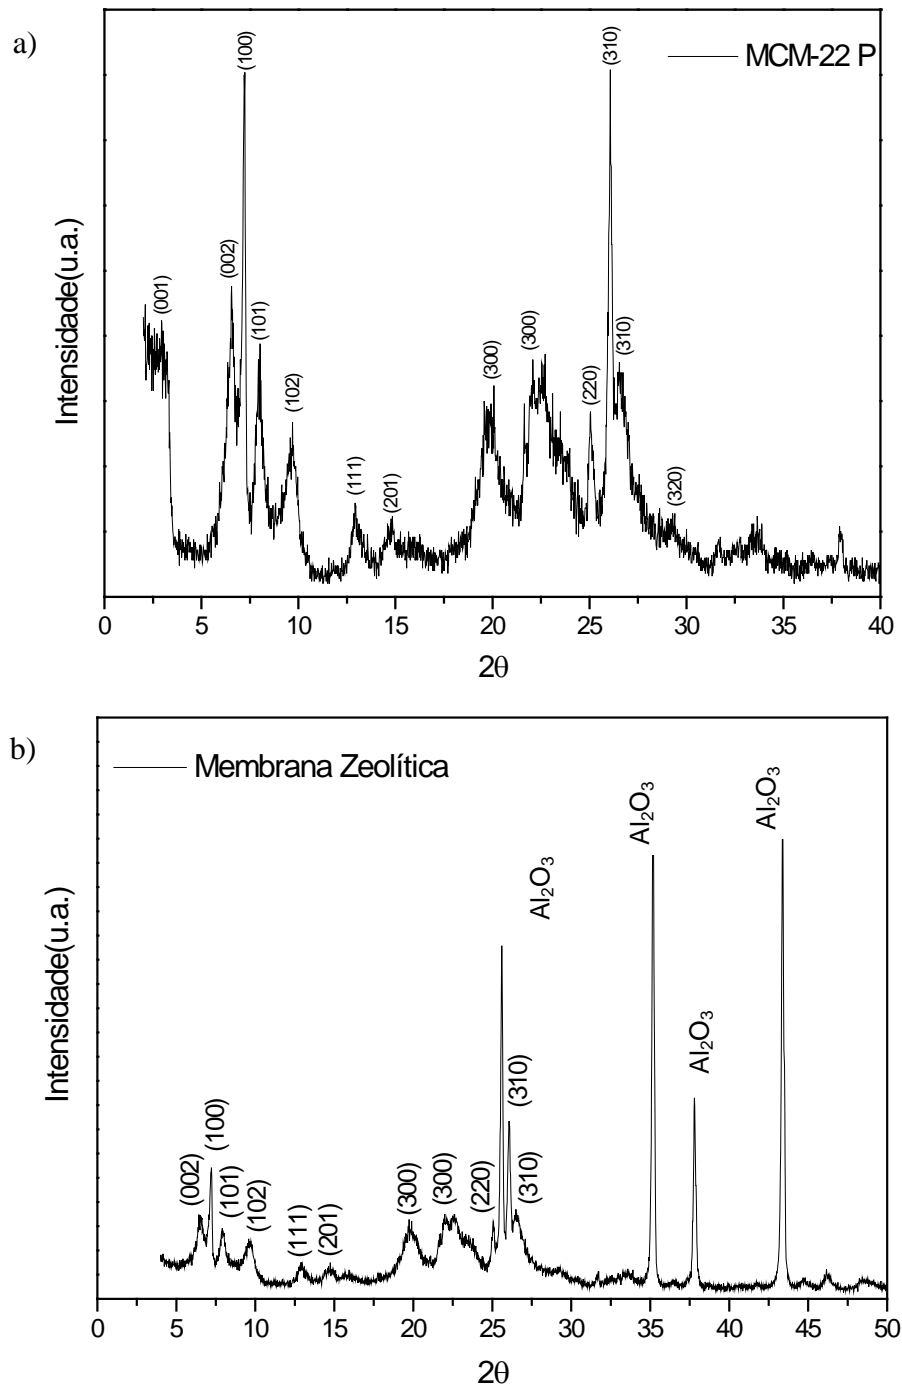 a)
MCM-22 P
(001)
(002)
(100)
(101)
(102)
(111)
(201)
(300)
(300)
(220)
(310)
(310)
(320)
Intensidade(u.a.)
0 5 10 15 20 25 30 35 40
2θ
b)
Membrana Zeolítica
(002)
(100)
(101)
(102)
(111)
(201)
(300)
(300)
(220)
Al₂O₃
(310)
(310)
Al₂O₃
Al₂O₃
Al₂O₃
Intensidade(u.a.)
0 5 10 15 20 25 30 35 40 45 50
2θ